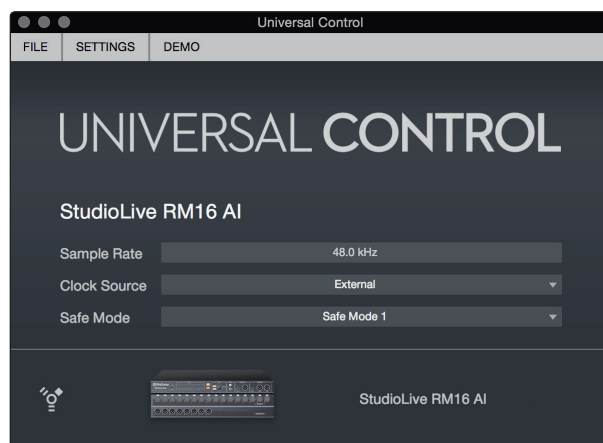 Universal Control
FILE SETTINGS DEMO
UNIVERSAL CONTROL
StudioLive RM16 AI
Sample Rate 48.0 kHz
Clock Source External
Safe Mode Safe Mode 1
StudioLive RM16 AI